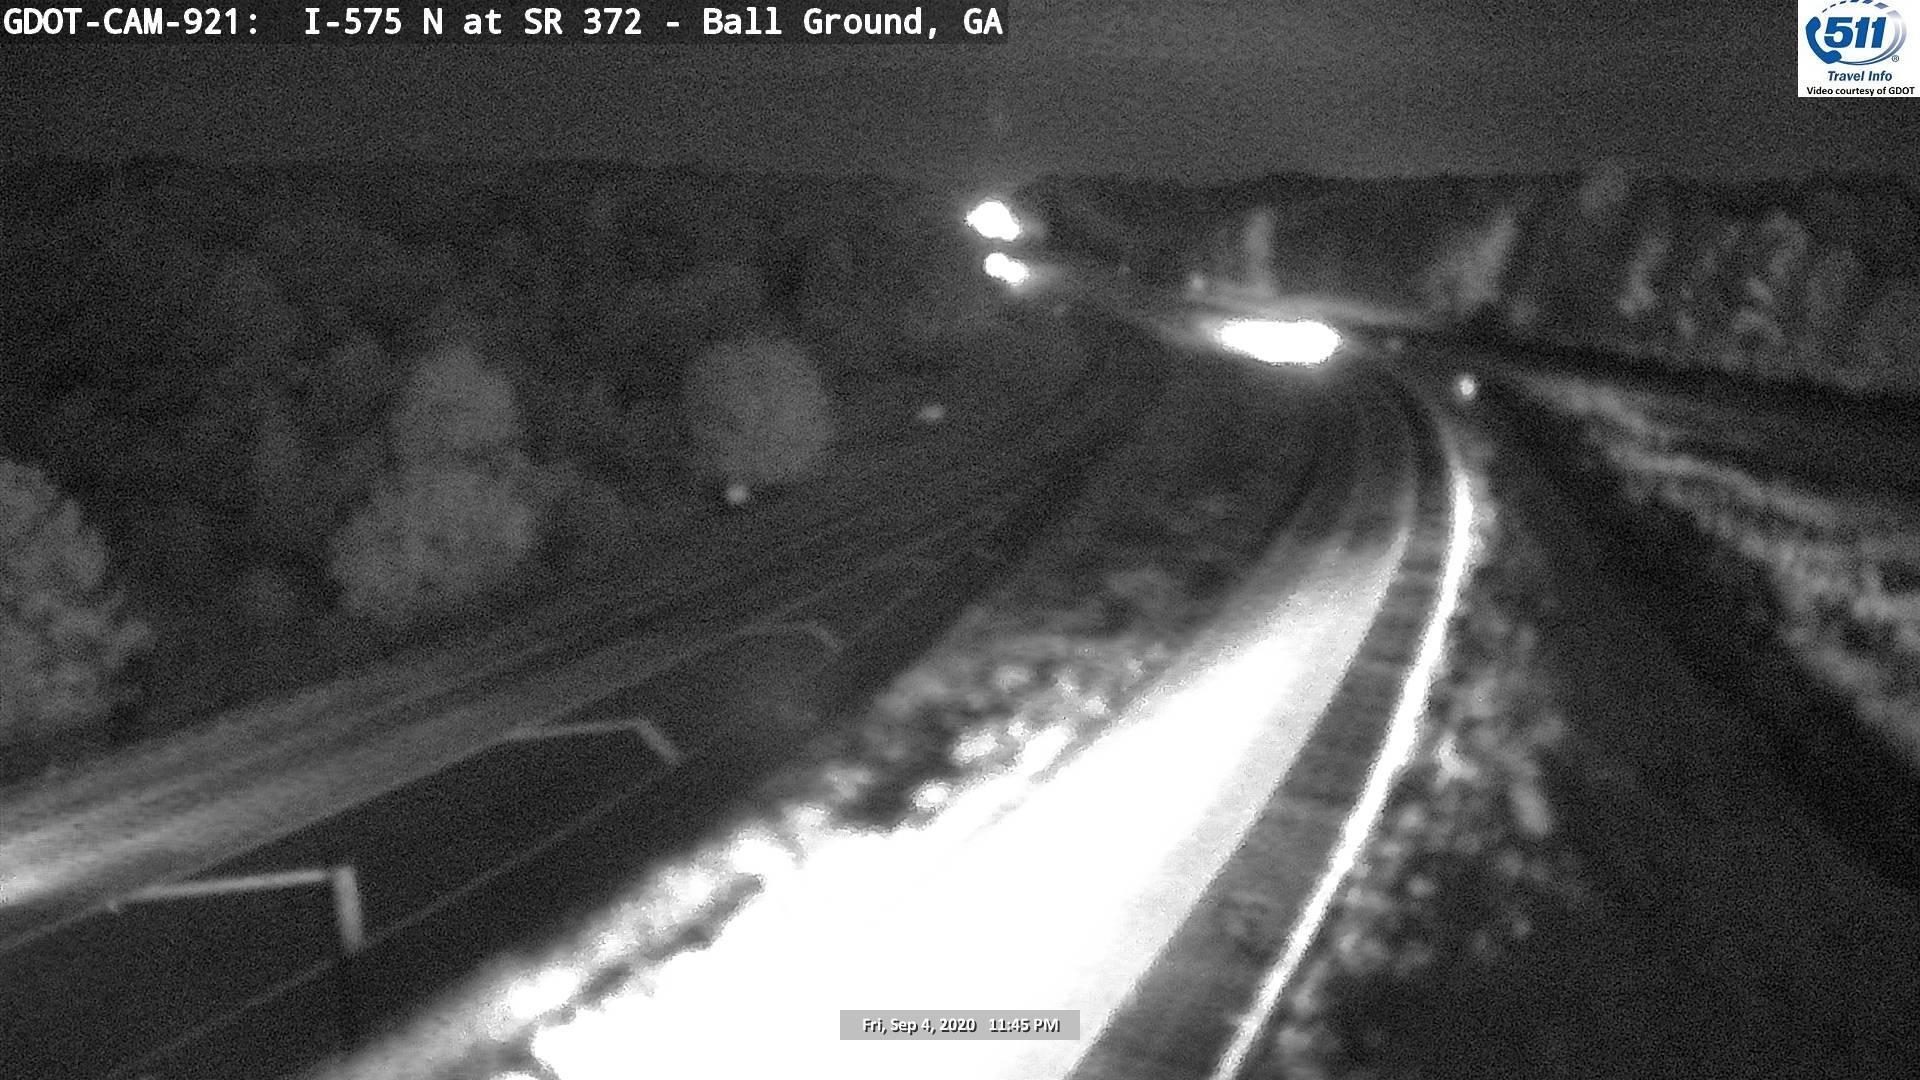 GDOT-CAM-921:  I-575 N at SR 372 - Ball Ground, GA
511
®
Travel Info
Video courtesy of GDOT
Fri, Sep 4, 2020  11:45 PM